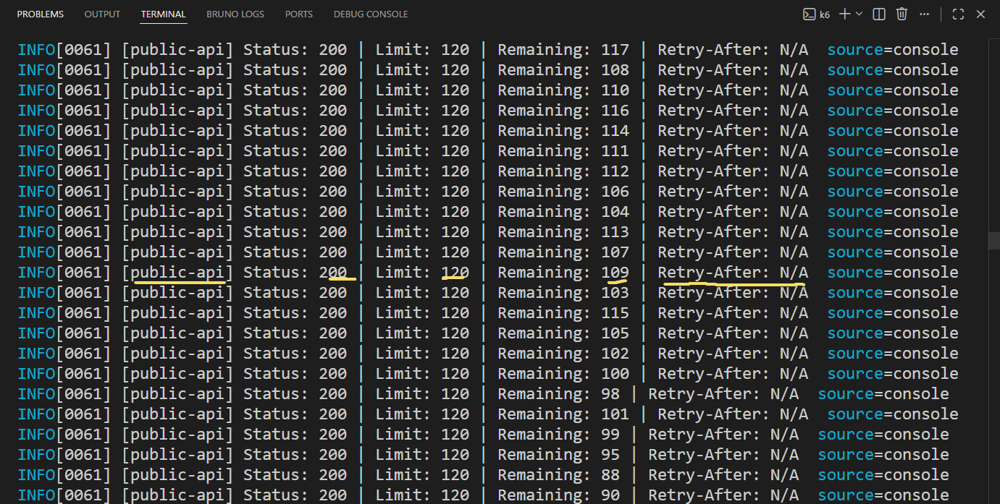 PROBLEMS OUTPUT TERMINAL BRUNO LOGS PORTS DEBUG CONSOLE k6
INFO[0061] [public-api] Status: 200 | Limit: 120 | Remaining: 117 | Retry-After: N/A source=console
INFO[0061] [public-api] Status: 200 | Limit: 120 | Remaining: 108 | Retry-After: N/A source=console
INFO[0061] [public-api] Status: 200 | Limit: 120 | Remaining: 110 | Retry-After: N/A source=console
INFO[0061] [public-api] Status: 200 | Limit: 120 | Remaining: 116 | Retry-After: N/A source=console
INFO[0061] [public-api] Status: 200 | Limit: 120 | Remaining: 114 | Retry-After: N/A source=console
INFO[0061] [public-api] Status: 200 | Limit: 120 | Remaining: 111 | Retry-After: N/A source=console
INFO[0061] [public-api] Status: 200 | Limit: 120 | Remaining: 112 | Retry-After: N/A source=console
INFO[0061] [public-api] Status: 200 | Limit: 120 | Remaining: 106 | Retry-After: N/A source=console
INFO[0061] [public-api] Status: 200 | Limit: 120 | Remaining: 104 | Retry-After: N/A source=console
INFO[0061] [public-api] Status: 200 | Limit: 120 | Remaining: 113 | Retry-After: N/A source=console
INFO[0061] [public-api] Status: 200 | Limit: 120 | Remaining: 107 | Retry-After: N/A source=console
INFO[0061] [public-api] Status: 200 | Limit: 120 | Remaining: 109 | Retry-After: N/A source=console
INFO[0061] [public-api] Status: 200 | Limit: 120 | Remaining: 103 | Retry-After: N/A source=console
INFO[0061] [public-api] Status: 200 | Limit: 120 | Remaining: 115 | Retry-After: N/A source=console
INFO[0061] [public-api] Status: 200 | Limit: 120 | Remaining: 105 | Retry-After: N/A source=console
INFO[0061] [public-api] Status: 200 | Limit: 120 | Remaining: 102 | Retry-After: N/A source=console
INFO[0061] [public-api] Status: 200 | Limit: 120 | Remaining: 100 | Retry-After: N/A source=console
INFO[0061] [public-api] Status: 200 | Limit: 120 | Remaining: 98 | Retry-After: N/A source=console
INFO[0061] [public-api] Status: 200 | Limit: 120 | Remaining: 101 | Retry-After: N/A source=console
INFO[0061] [public-api] Status: 200 | Limit: 120 | Remaining: 99 | Retry-After: N/A source=console
INFO[0061] [public-api] Status: 200 | Limit: 120 | Remaining: 95 | Retry-After: N/A source=console
INFO[0061] [public-api] Status: 200 | Limit: 120 | Remaining: 88 | Retry-After: N/A source=console
INFO[0061] [public-api] Status: 200 | Limit: 120 | Remaining: 90 | Retry-After: N/A source=console